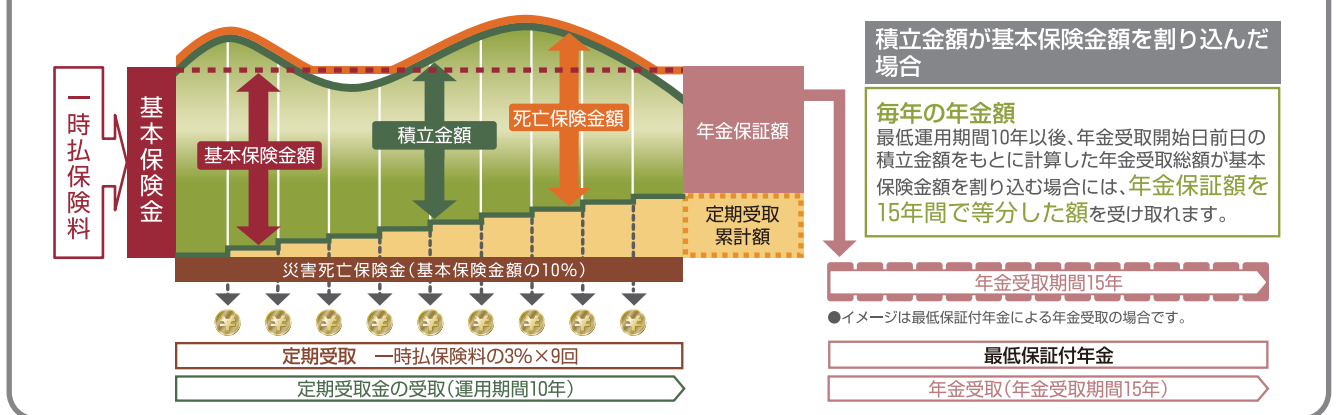 一時払保険料
基本保険金
基本保険金額
積立金額
死亡保険金額
年金保証額
定期受取
累計額
災害死亡保険金(基本保険金額の10%)
¥ ¥ ¥ ¥ ¥ ¥ ¥ ¥ ¥
定期受取 一時払保険料の3%×9回
定期受取金の受取(運用期間10年)
積立金額が基本保険金額を割り込んだ
場合
毎年の年金額
最低運用期間10年以後、年金受取開始日前日の
積立金額をもとに計算した年金受取総額が基本
保険金額を割り込む場合には、年金保証額を
15年間で等分した額を受け取れます。
年金受取期間15年
●イメージは最低保証付年金による年金受取の場合です。
最低保証付年金
年金受取(年金受取期間15年)